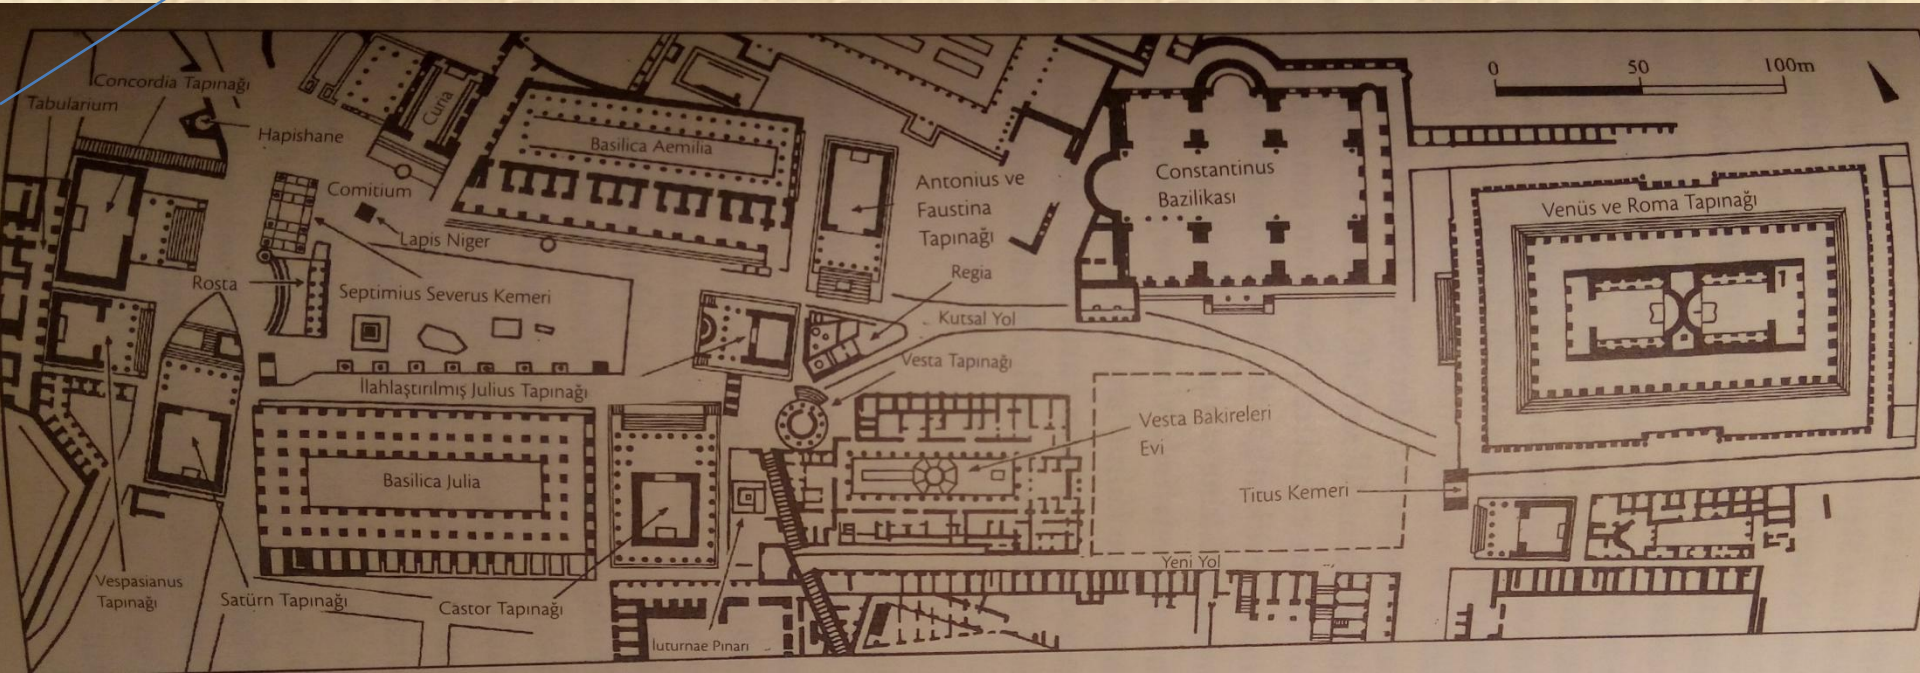 Concordia Tapınağı
Tabularium
Hapishane
Curia
Basilica Aemilia
Comitium
Lapis Niger
Rosta
Septimius Severus Kemeri
Antonius ve
Faustina
Tapınağı
Regia
Kutsal Yol
Constantinus
Bazilikası
0 50 100m
Venüs ve Roma Tapınağı
İlahlaştırılmış Julius Tapınağı
Vesta Tapınağı
Vesta Bakireleri
Evi
Basilica Julia
Titus Kemeri
Yeni Yol
Vespasianus
Tapınağı
Satürn Tapınağı
Castor Tapınağı
Iuturnae Pınarı